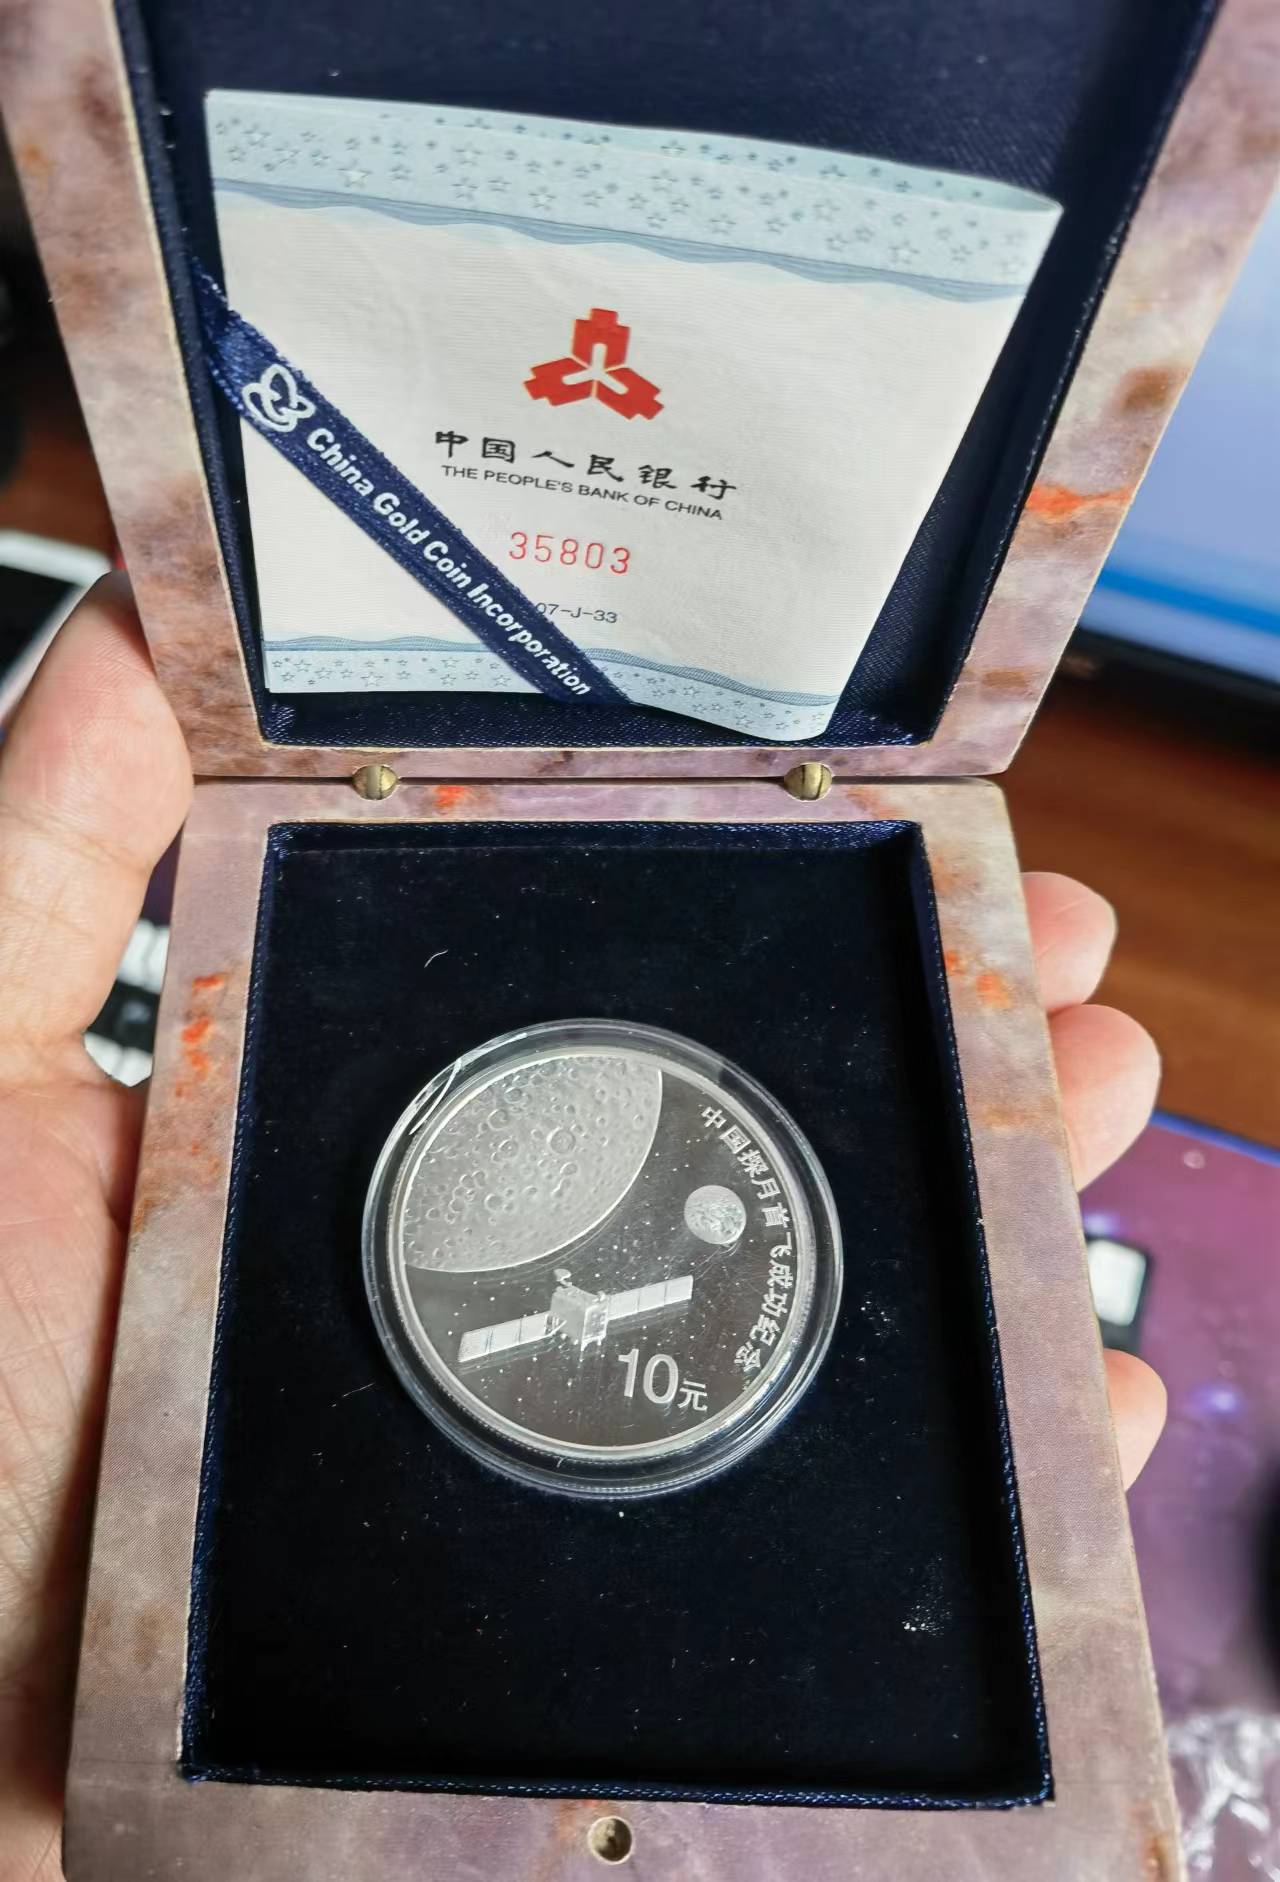 中国人民银行
THE PEOPLE'S BANK OF CHINA
35803
07-J-33
China Gold Coin Incorporation
中国探月首飞成功纪念
10元